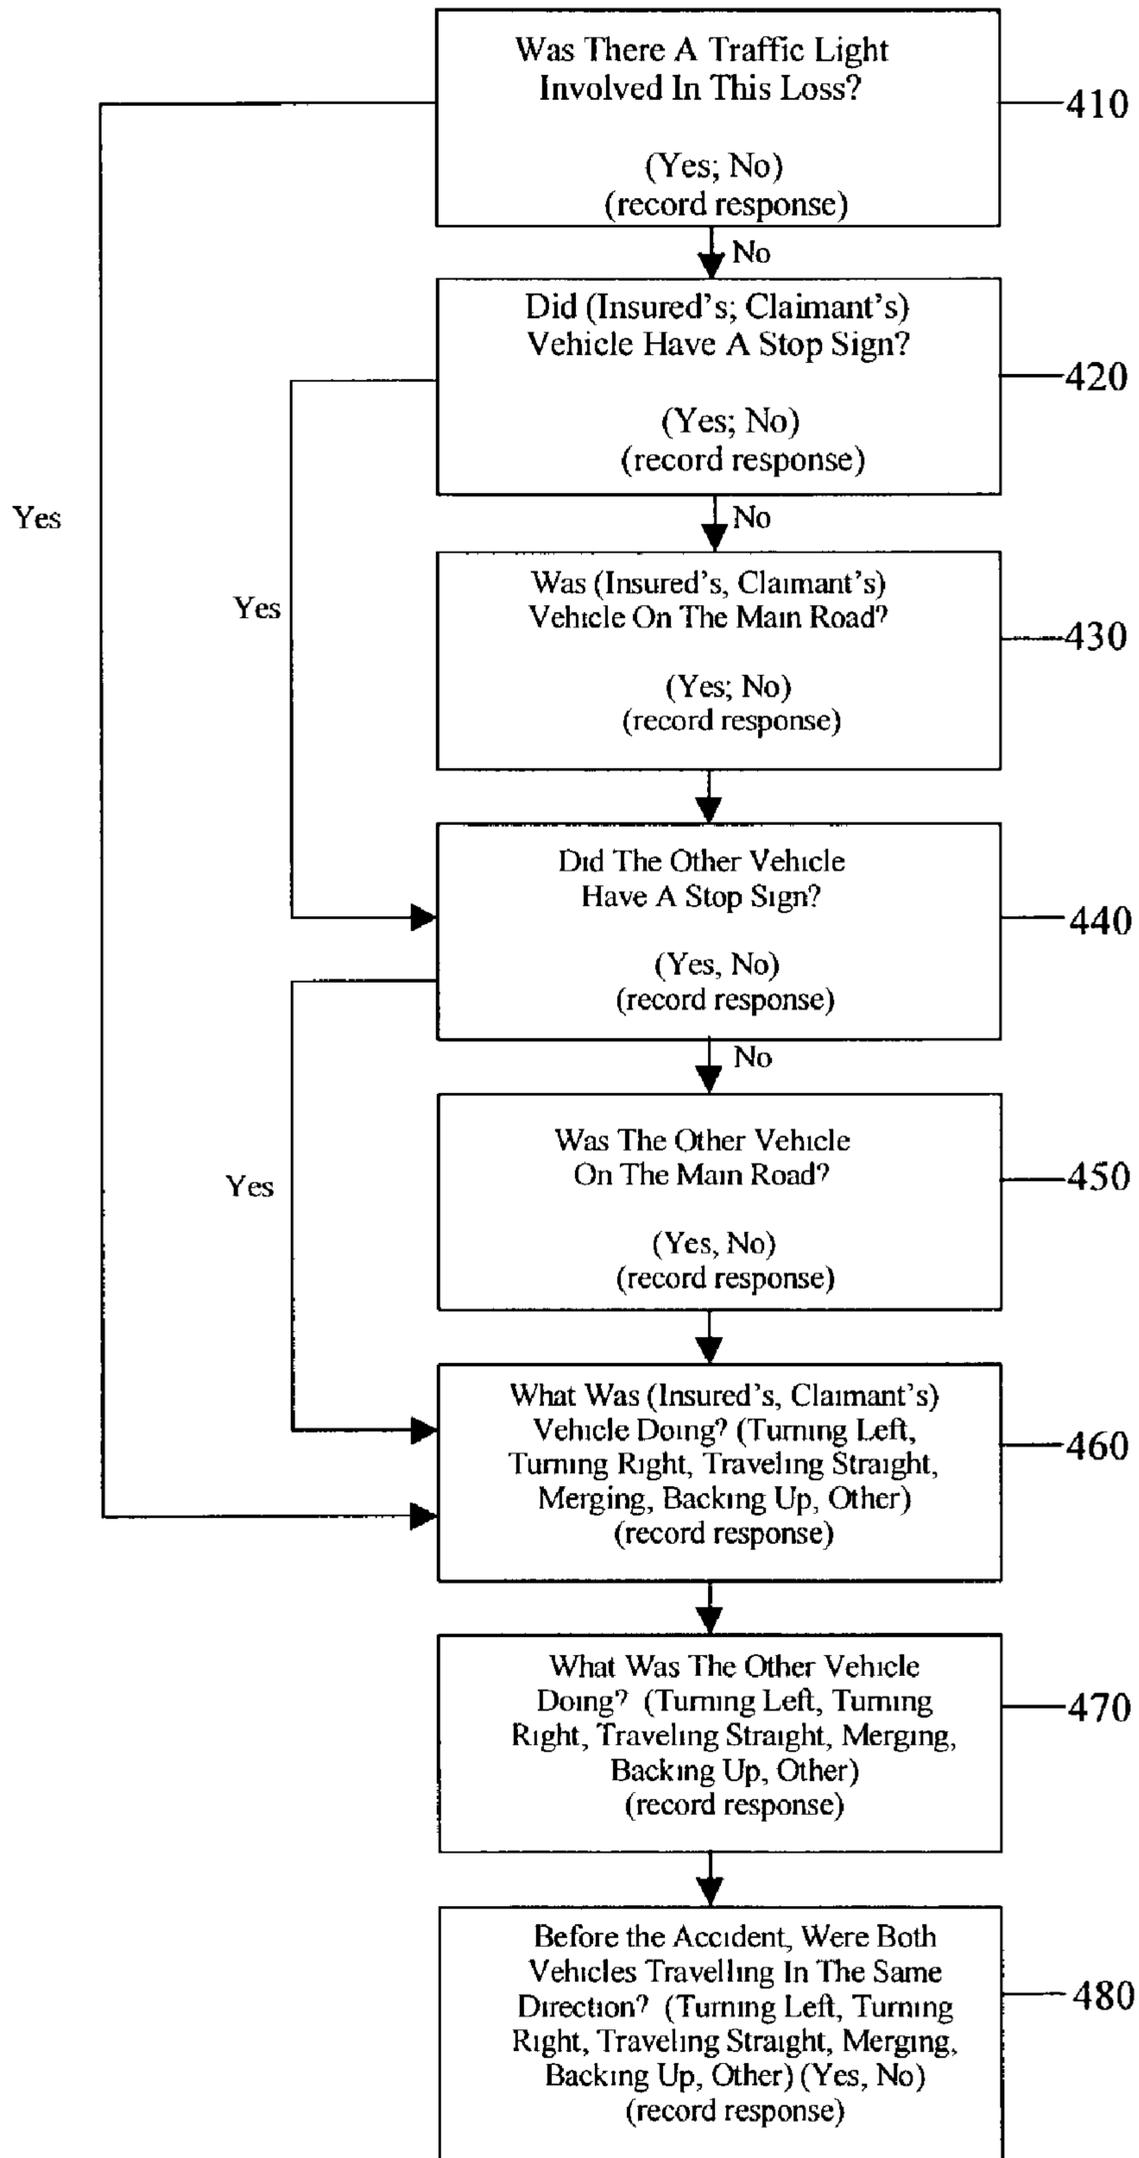 Was There A Traffic Light
Involved In This Loss?
410
(Yes; No)
(record response)
No
Did (Insured's; Claimant's)
Vehicle Have A Stop Sign?
420
(Yes; No)
(record response)
Yes
No
Was (Insured's, Claimant's)
Yes
Vehicle On The Main Road?
430
(Yes; No)
(record response)
Did The Other Vehicle
Have A Stop Sign?
440
(Yes, No)
(record response)
No
Was The Other Vehicle
On The Main Road?
450
Yes
(Yes, No)
(record response)
What Was (Insured's, Claimant's)
Vehicle Doing? (Turning Left,
460
Turning Right, Traveling Straight,
Merging, Backing Up, Other)
(record response)
What Was The Other Vehicle
Doing? (Turning Left, Turning
470
Right, Traveling Straight, Merging,
Backing Up, Other)
(record response)
Before the Accident, Were Both
Vehicles Travelling In The Same
480
Direction? (Turning Left, Turning
Right, Traveling Straight, Merging,
Backing Up, Other) (Yes, No)
(record response)